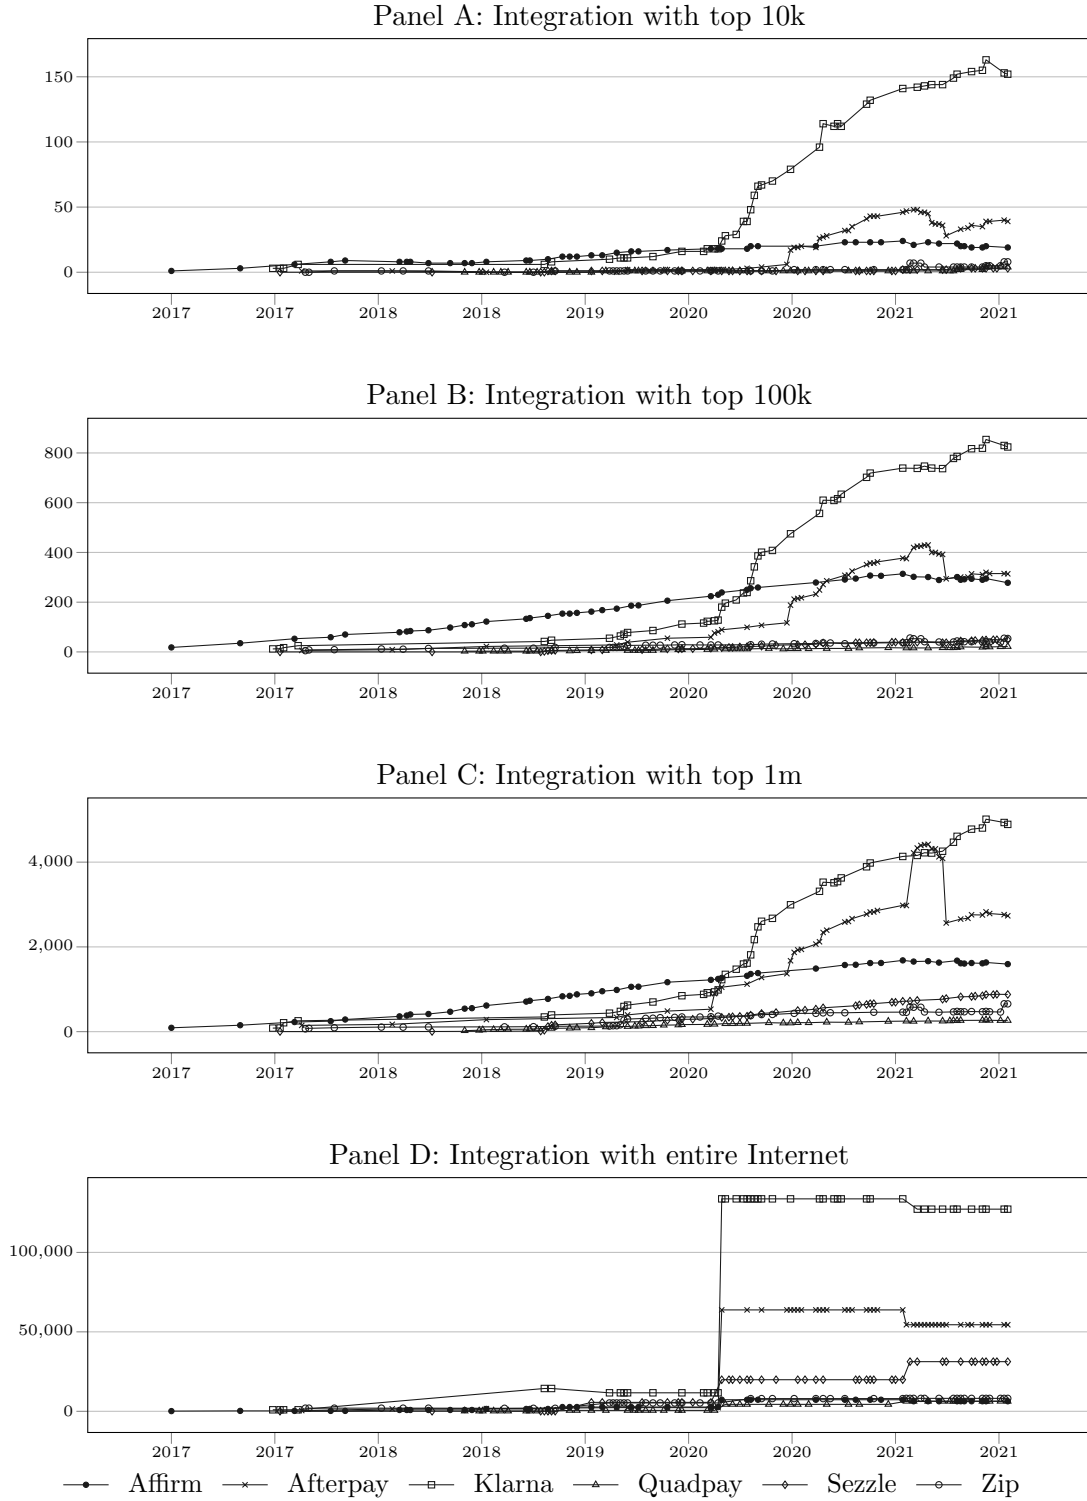 Panel A: Integration with top 10k
150
100
50
0
2017 2017 2018 2018 2019 2020 2020 2021 2021
Panel B: Integration with top 100k
800
600
400
200
0
2017 2017 2018 2018 2019 2020 2020 2021 2021
Panel C: Integration with top 1m
4,000
2,000
0
2017 2017 2018 2018 2019 2020 2020 2021 2021
Panel D: Integration with entire Internet
100,000
50,000
0
2017 2017 2018 2018 2019 2020 2020 2021 2021
Affirm Afterpay Klarna Quadpay Sezzle Zip